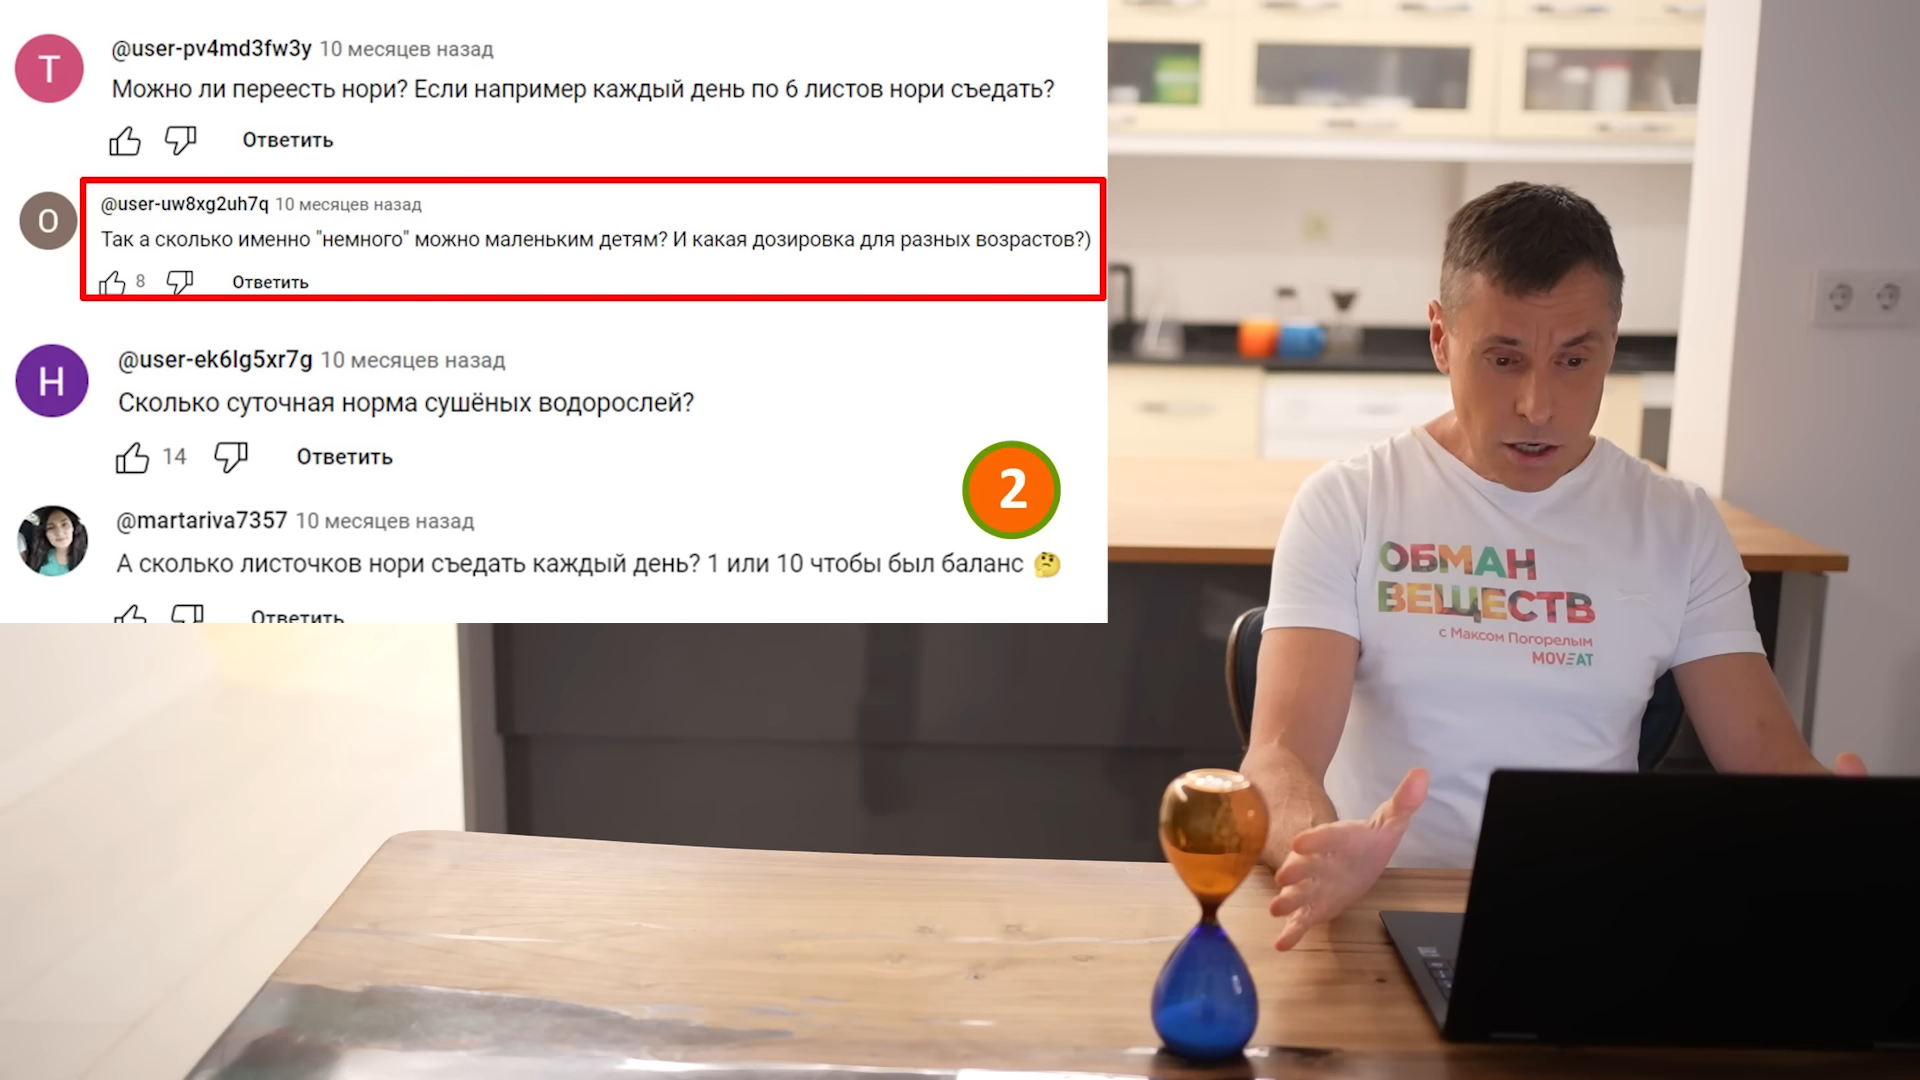 T
@user-pv4md3fw3y 10 месяцев назад
Можно ли переесть нори? Если например каждый день по 6 листов нори съедать?
Ответить
O
@user-uw8xg2uh7q 10 месяцев назад
Так а сколько именно "немного" можно маленьким детям? И какая дозировка для разных возрастов?)
8
Ответить
Н
@user-ek6lg5xr7g 10 месяцев назад
Сколько суточная норма сушёных водорослей?
14
Ответить
2
@martariva7357 10 месяцев назад
А сколько листочков нори съедать каждый день? 1 или 10 чтобы был баланс 🤔
Ответить
ОБМАН
ВЕЩЕСТВ
с Максом Погорелым
MOVEAT